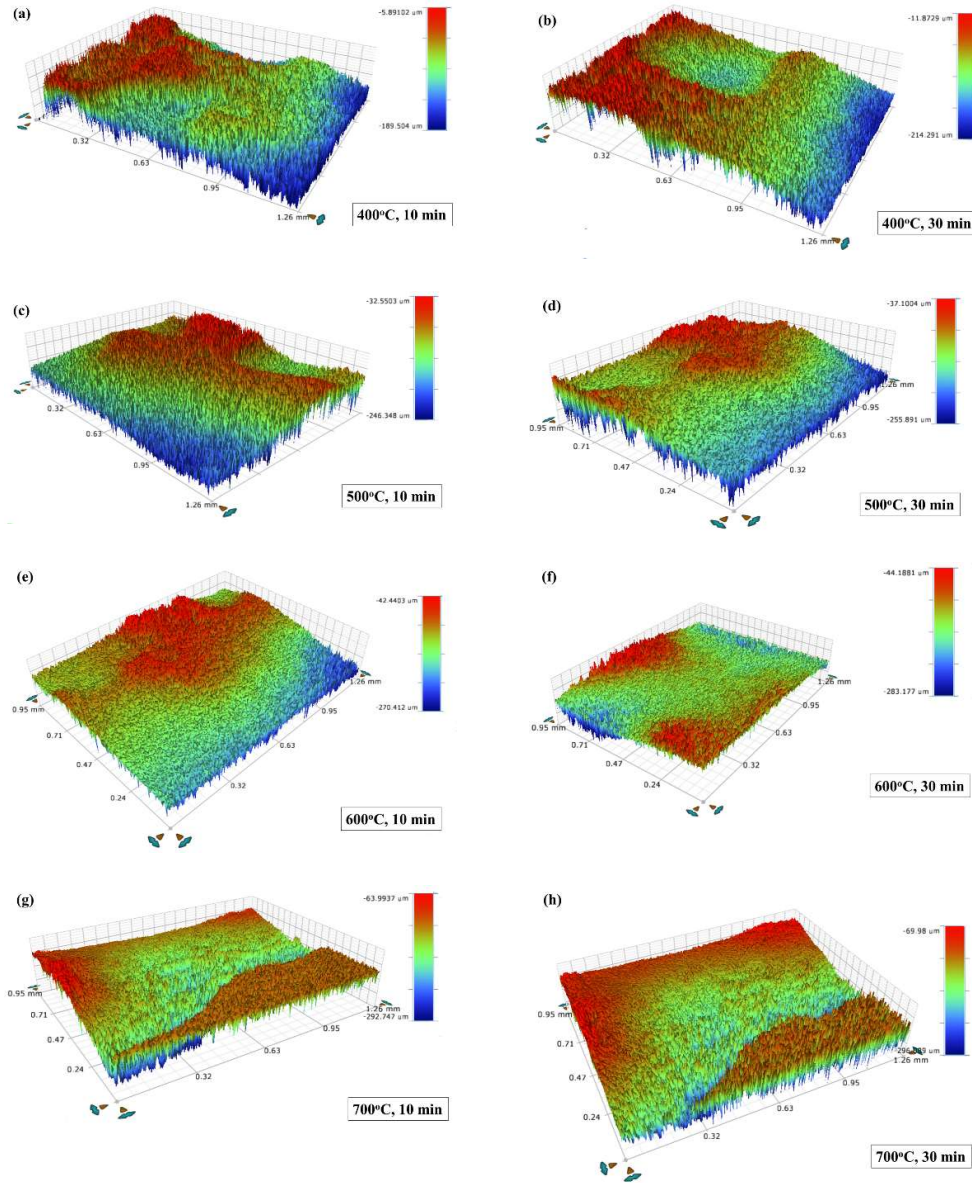 (a)
-5.89102 um
-189.504 um
0.32
0.63
0.95
1.26 mm
400°C, 10 min
(b)
-11.8729 um
-214.291 um
0.32
0.63
0.95
1.26 mm
400°C, 30 min
(c)
-32.5503 um
-246.348 um
0.32
0.63
0.95
1.26 mm
500°C, 10 min
(d)
-37.1004 um
-255.891 um
0.95 mm
0.71
0.47
0.24
0.32
0.63
0.95
1.26 mm
500°C, 30 min
(e)
-42.4403 um
-270.412 um
0.95 mm
0.71
0.47
0.24
0.32
0.63
0.95
1.26 mm
600°C, 10 min
(f)
-44.1881 um
-283.177 um
0.95 mm
0.71
0.24
0.32
0.63
0.95
1.26 mm
600°C, 30 min
(g)
-63.9937 um
-292.747 um
0.95 mm
0.71
0.47
0.24
0.32
0.63
0.95
1.26 mm
700°C, 10 min
(h)
-69.98 um
0.95 mm
0.71
0.47
0.24
0.32
0.63
0.95
1.26 mm
700°C, 30 min